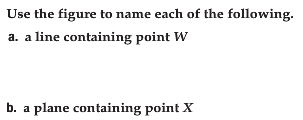 Use the figure to name each of the following.
a. a line containing point W
b. a plane containing point X